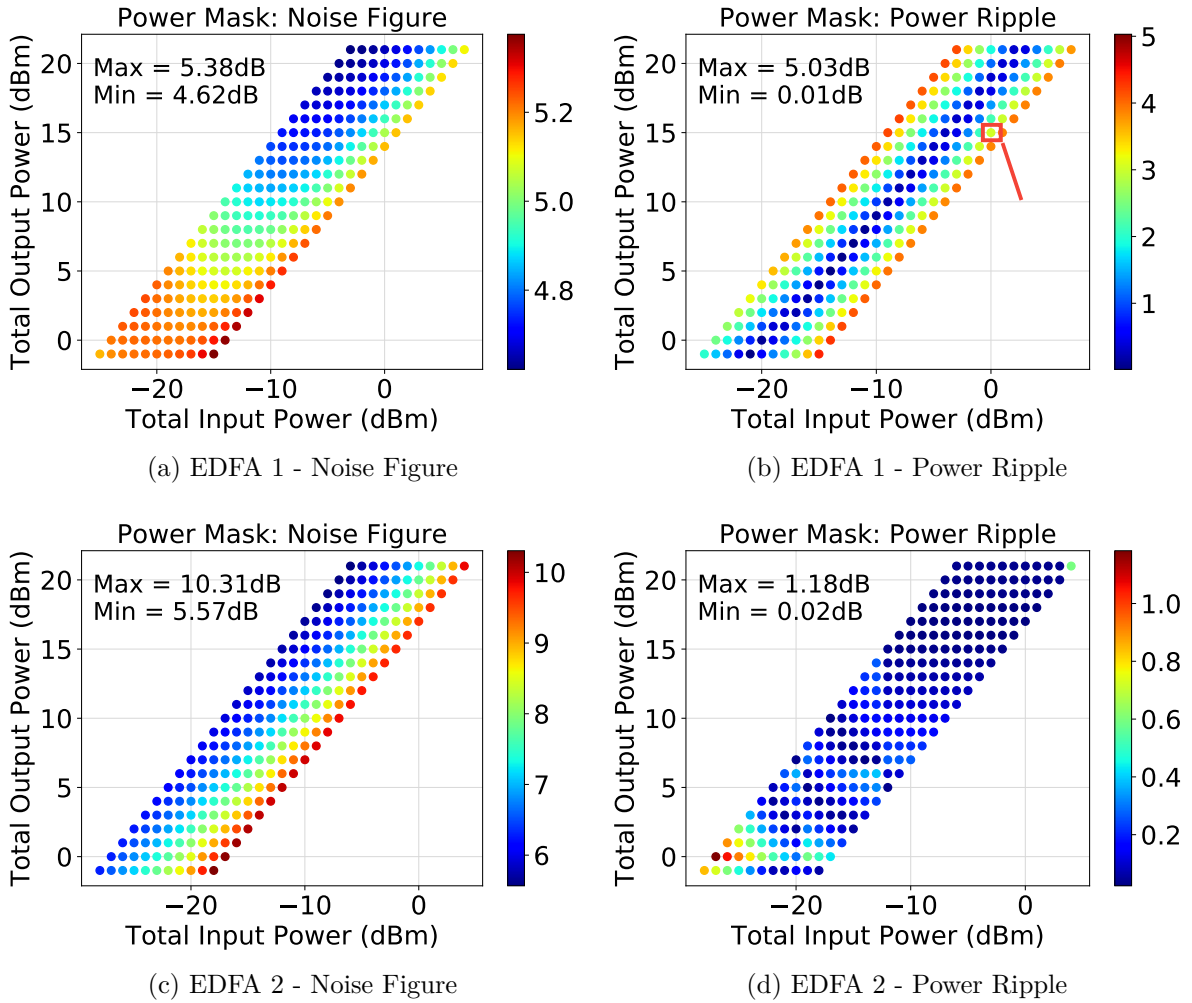 Power Mask: Noise Figure
Max = 5.38dB
Min = 4.62dB
Total Output Power (dBm)
20
15
10
5
0
−20
−10
0
Total Input Power (dBm)
5.2
5.0
4.8
(a) EDFA 1 - Noise Figure
Power Mask: Power Ripple
Max = 5.03dB
Min = 0.01dB
Total Output Power (dBm)
20
15
10
5
0
−20
−10
0
Total Input Power (dBm)
5
4
3
2
1
(b) EDFA 1 - Power Ripple
Power Mask: Noise Figure
Max = 10.31dB
Min = 5.57dB
Total Output Power (dBm)
20
15
10
5
0
−20
−10
0
Total Input Power (dBm)
10
9
8
7
6
(c) EDFA 2 - Noise Figure
Power Mask: Power Ripple
Max = 1.18dB
Min = 0.02dB
Total Output Power (dBm)
20
15
10
5
0
−20
−10
0
Total Input Power (dBm)
1.0
0.8
0.6
0.4
0.2
(d) EDFA 2 - Power Ripple